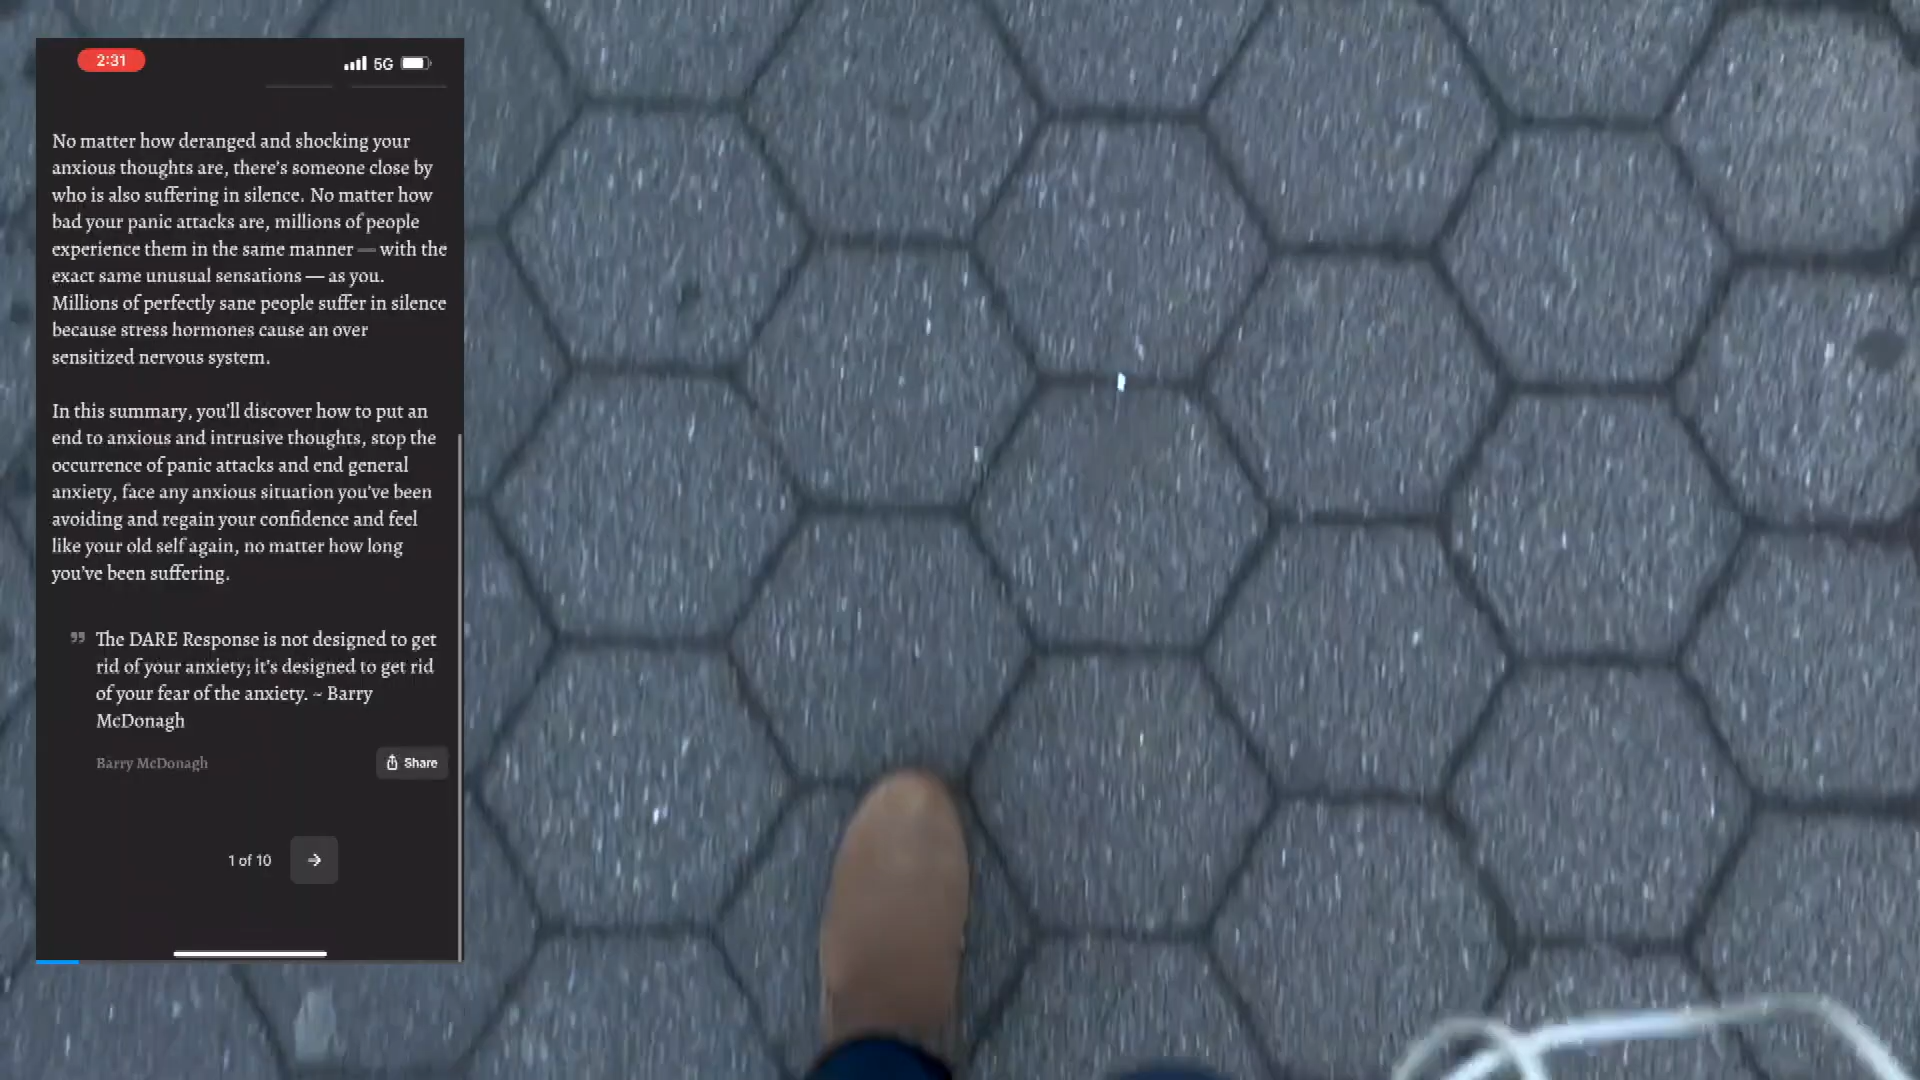 2:31
5G
No matter how deranged and shocking your
anxious thoughts are, there's someone close by
who is also suffering in silence. No matter how
bad your panic attacks are, millions of people
experience them in the same manner — with the
exact same unusual sensations — as you.
Millions of perfectly sane people suffer in silence
because stress hormones cause an over
sensitized nervous system.
In this summary, you'll discover how to put an
end to anxious and intrusive thoughts, stop the
occurrence of panic attacks and end general
anxiety, face any anxious situation you've been
avoiding and regain your confidence and feel
like your old self again, no matter how long
you've been suffering.
" The DARE Response is not designed to get
rid of your anxiety; it's designed to get rid
of your fear of the anxiety. ~ Barry
McDonagh
Barry McDonagh
Share
1 of 10